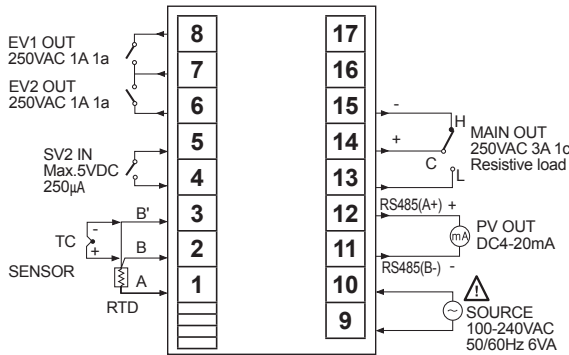 EV1 OUT
250VAC 1A 1a
EV2 OUT
250VAC 1A 1a
SV2 IN
Max.5VDC
250µA
TC
-
+
SENSOR
B'
B
A
RTD
8
7
6
5
4
3
2
1
17
16
15
14
13
12
11
10
9
-
+
H
C
L
MAIN OUT
250VAC 3A 1c
Resistive load
RS485(A+) +
mA
PV OUT
DC4-20mA
RS485(B-) -
!
SOURCE
100-240VAC
50/60Hz 6VA